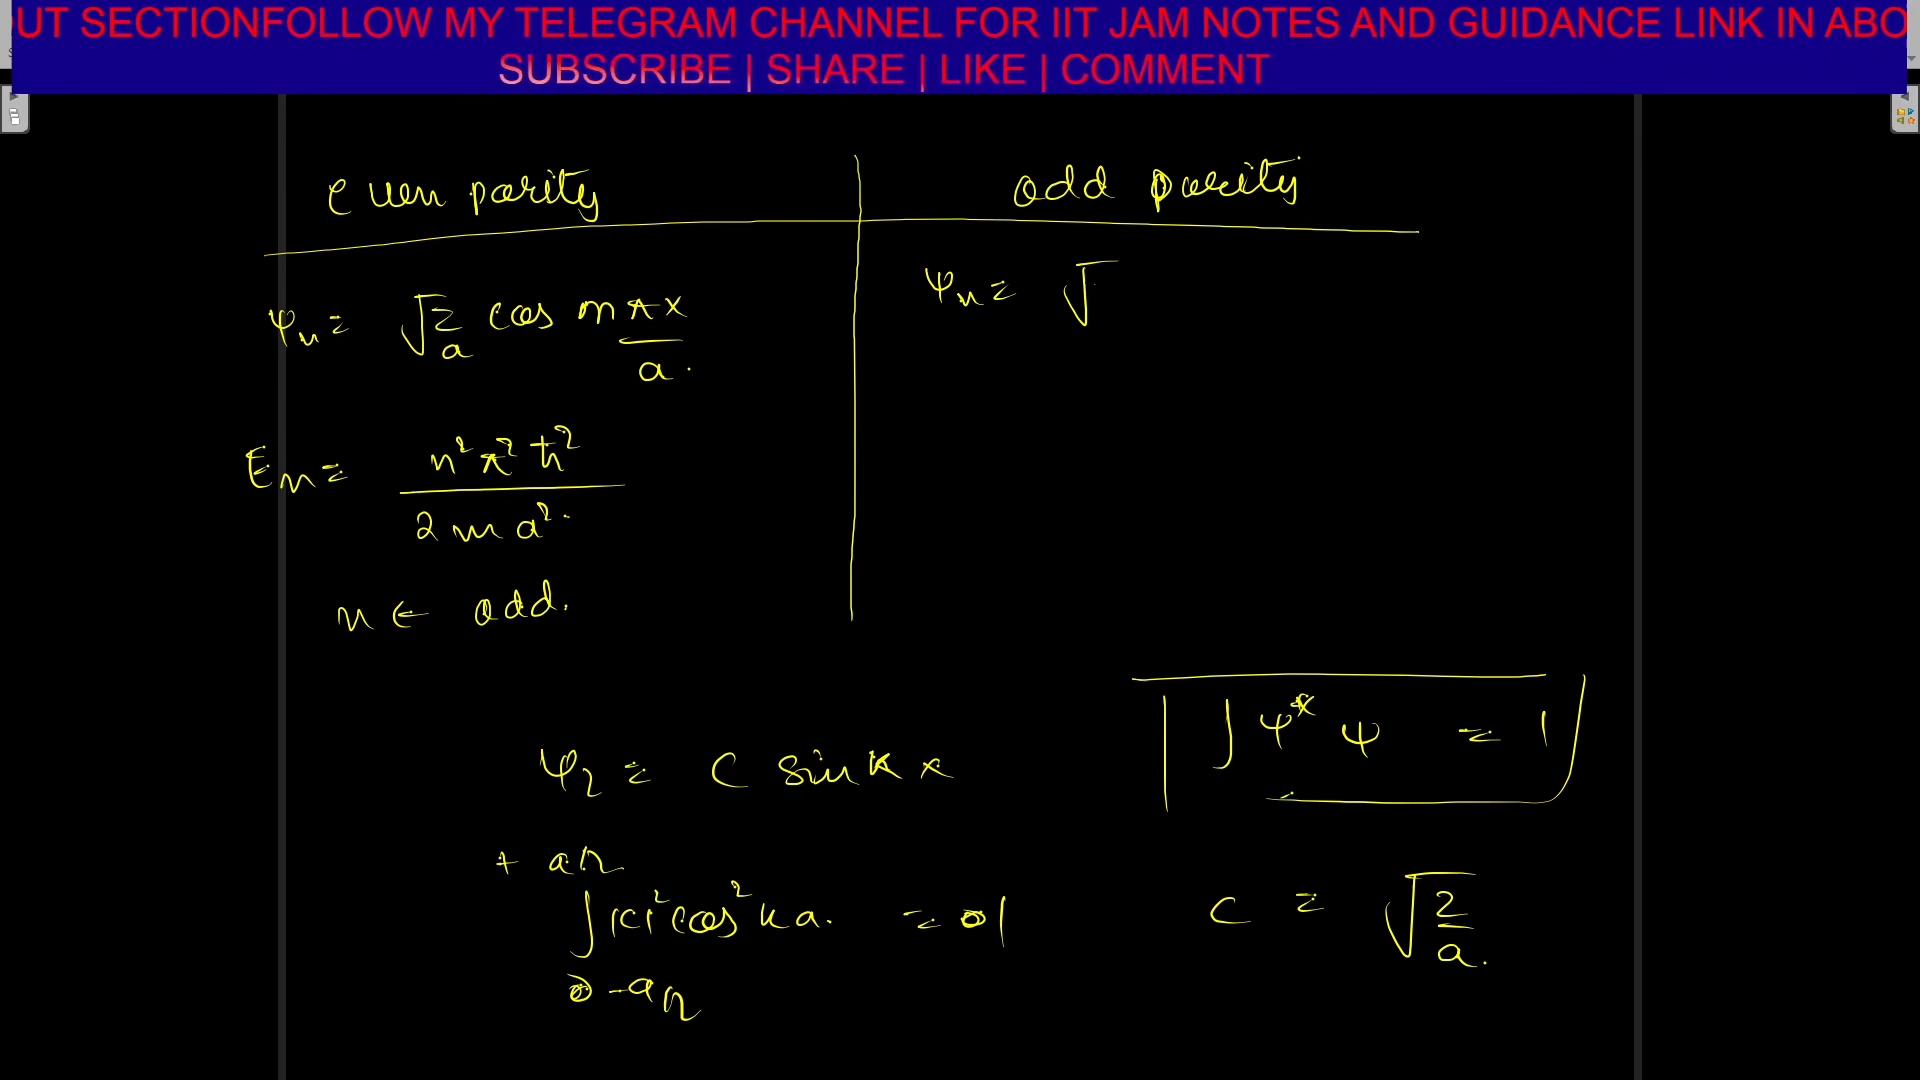 UT SECTIONFOLLOW MY TELEGRAM CHANNEL FOR IIT JAM NOTES AND GUIDANCE LINK IN ABO
SUBSCRIBE | SHARE | LIKE | COMMENT
even parity
odd parity
ψn = √2/a cos nπx/a.
ψn = √
En = n²π²ħ²/2ma².
n ← odd.
∫ψ*ψ = 1
ψ2 = C sin kx
+a/2
∫|C|² cos² ka. = 1
-a/2
C = √2/a.